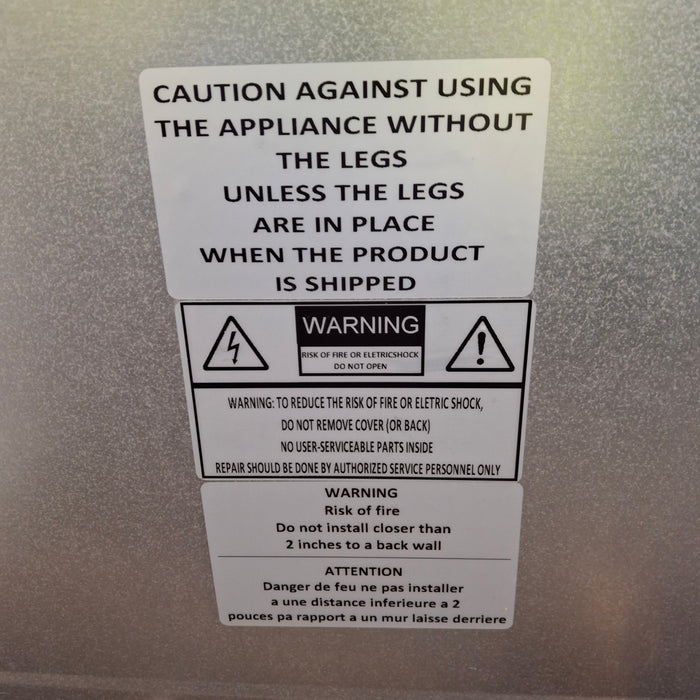 CAUTION AGAINST USING
THE APPLIANCE WITHOUT
THE LEGS
UNLESS THE LEGS
ARE IN PLACE
WHEN THE PRODUCT
IS SHIPPED
WARNING
RISK OF FIRE OR ELETRICSHOCK
DO NOT OPEN
WARNING: TO REDUCE THE RISK OF FIRE OR ELETRIC SHOCK,
DO NOT REMOVE COVER (OR BACK)
NO USER-SERVICEABLE PARTS INSIDE
REPAIR SHOULD BE DONE BY AUTHORIZED SERVICE PERSONNEL ONLY
WARNING
Risk of fire
Do not install closer than
2 inches to a back wall
ATTENTION
Danger de feu ne pas installer
a une distance inferieure a 2
pouces pa rapport a un mur laisse derriere